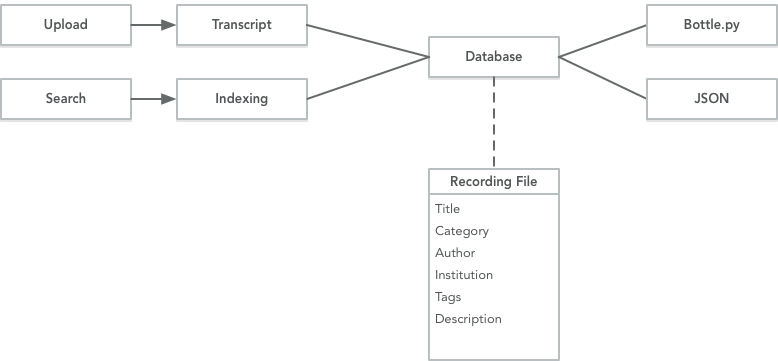 Upload
Transcript
Bottle.py
Database
Search
Indexing
JSON
Recording File
Title
Category
Author
Institution
Tags
Description